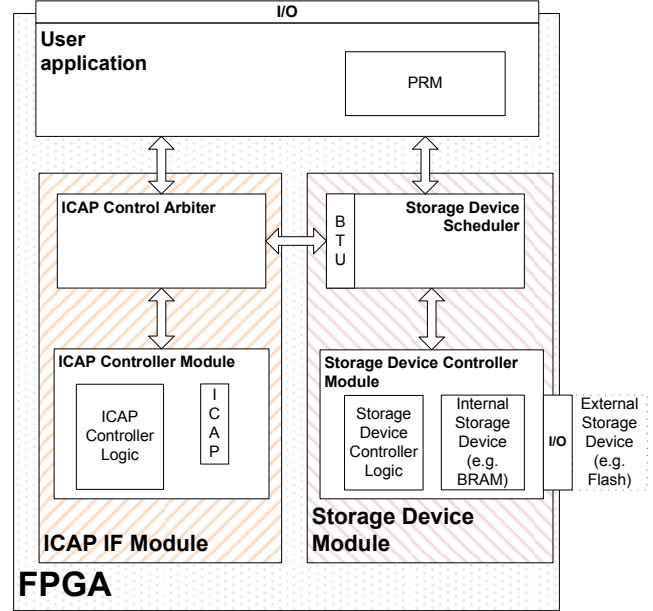 I/O
User
application
PRM
ICAP Control Arbiter
B
T
U
Storage Device
Scheduler
ICAP Controller Module
ICAP
Controller
Logic
I
C
A
P
Storage Device Controller
Module
Storage
Device
Controller
Logic
Internal
Storage
Device
(e.g.
BRAM)
I/O
External
Storage
Device
(e.g.
Flash)
ICAP IF Module
Storage Device
Module
FPGA